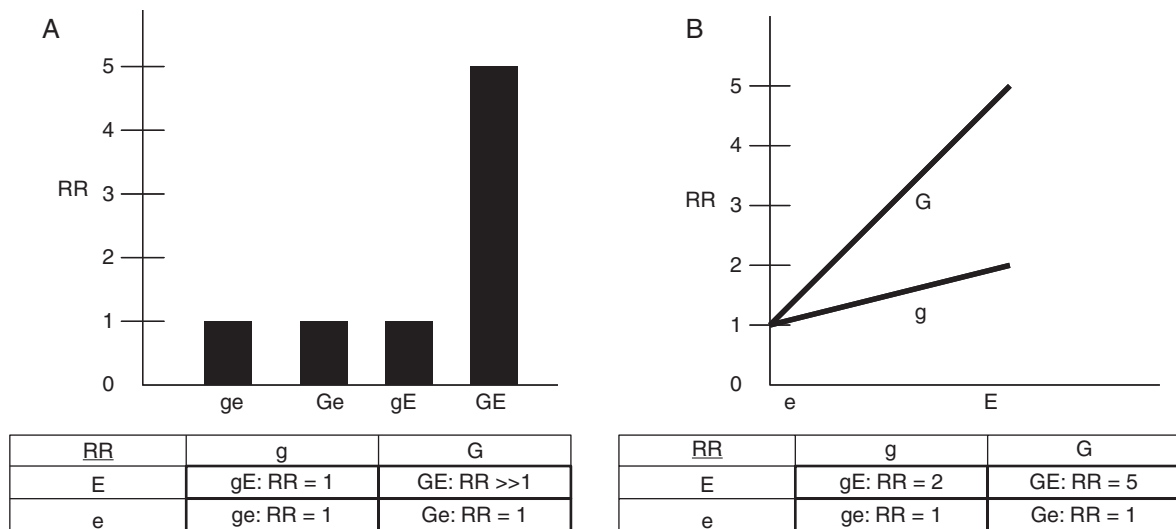 A
5
4
RR 3
2
1
0
ge Ge gE GE
RR g G
E gE: RR = 1 GE: RR >>1
e ge: RR = 1 Ge: RR = 1
B
5
4
RR 3
G
2
g
1
0
e E
RR g G
E gE: RR = 2 GE: RR = 5
e ge: RR = 1 Ge: RR = 1